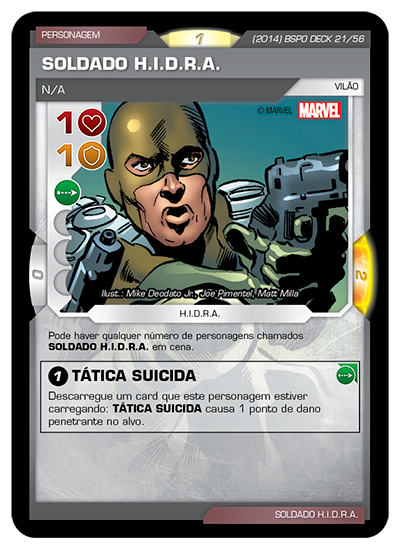 PERSONAGEM
1
(2014) BSPO DECK 21/56
SOLDADO H.I.D.R.A.
N/A
VILÃO
© MARVEL
MARVEL
1
1
0
2
Ilust.: Mike Deodato Jr., Joe Pimentel, Matt Milla
H.I.D.R.A.
Pode haver qualquer número de personagens chamados
SOLDADO H.I.D.R.A. em cena.
1 TÁTICA SUICIDA
Descarregue um card que este personagem estiver
carregando: TÁTICA SUICIDA causa 1 ponto de dano
penetrante no alvo.
SOLDADO H.I.D.R.A.